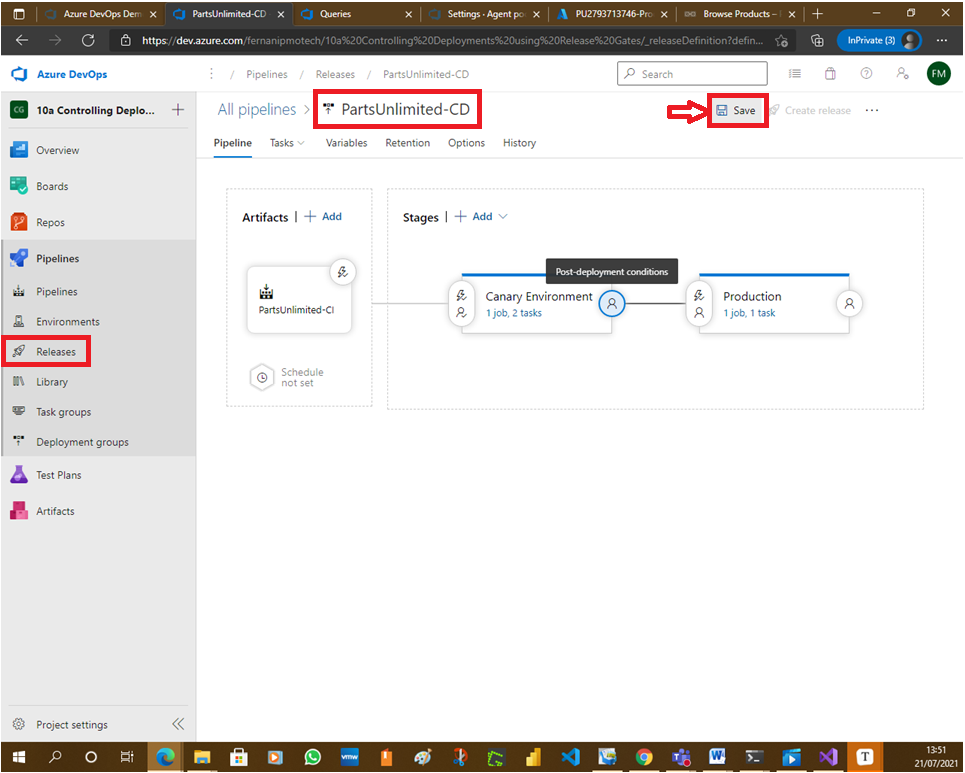 Azure DevOps Dem
PartsUnlimited-CD
Queries
Settings - Agent po
PU2793713746-Pro
Browse Products –
https://dev.azure.com/fernanipmotech/10a%20Controlling%20Deployments%20using%20Release%20Gates/_releaseDefinition?defin...
InPrivate (3)
Azure DevOps
/ Pipelines / Releases / PartsUnlimited-CD
Search
FM
CG 10a Controlling Deplo...
All pipelines > PartsUnlimited-CD
Save
Create release
Pipeline Tasks Variables Retention Options History
Overview
Boards
Repos
Pipelines
Pipelines
Environments
Releases
Library
Task groups
Deployment groups
Test Plans
Artifacts
Project settings
Artifacts | + Add
PartsUnlimited-CI
Schedule
not set
Stages | + Add
Post-deployment conditions
Canary Environment
1 job, 2 tasks
Production
1 job, 1 task
vmw
T
13:51
21/07/2021